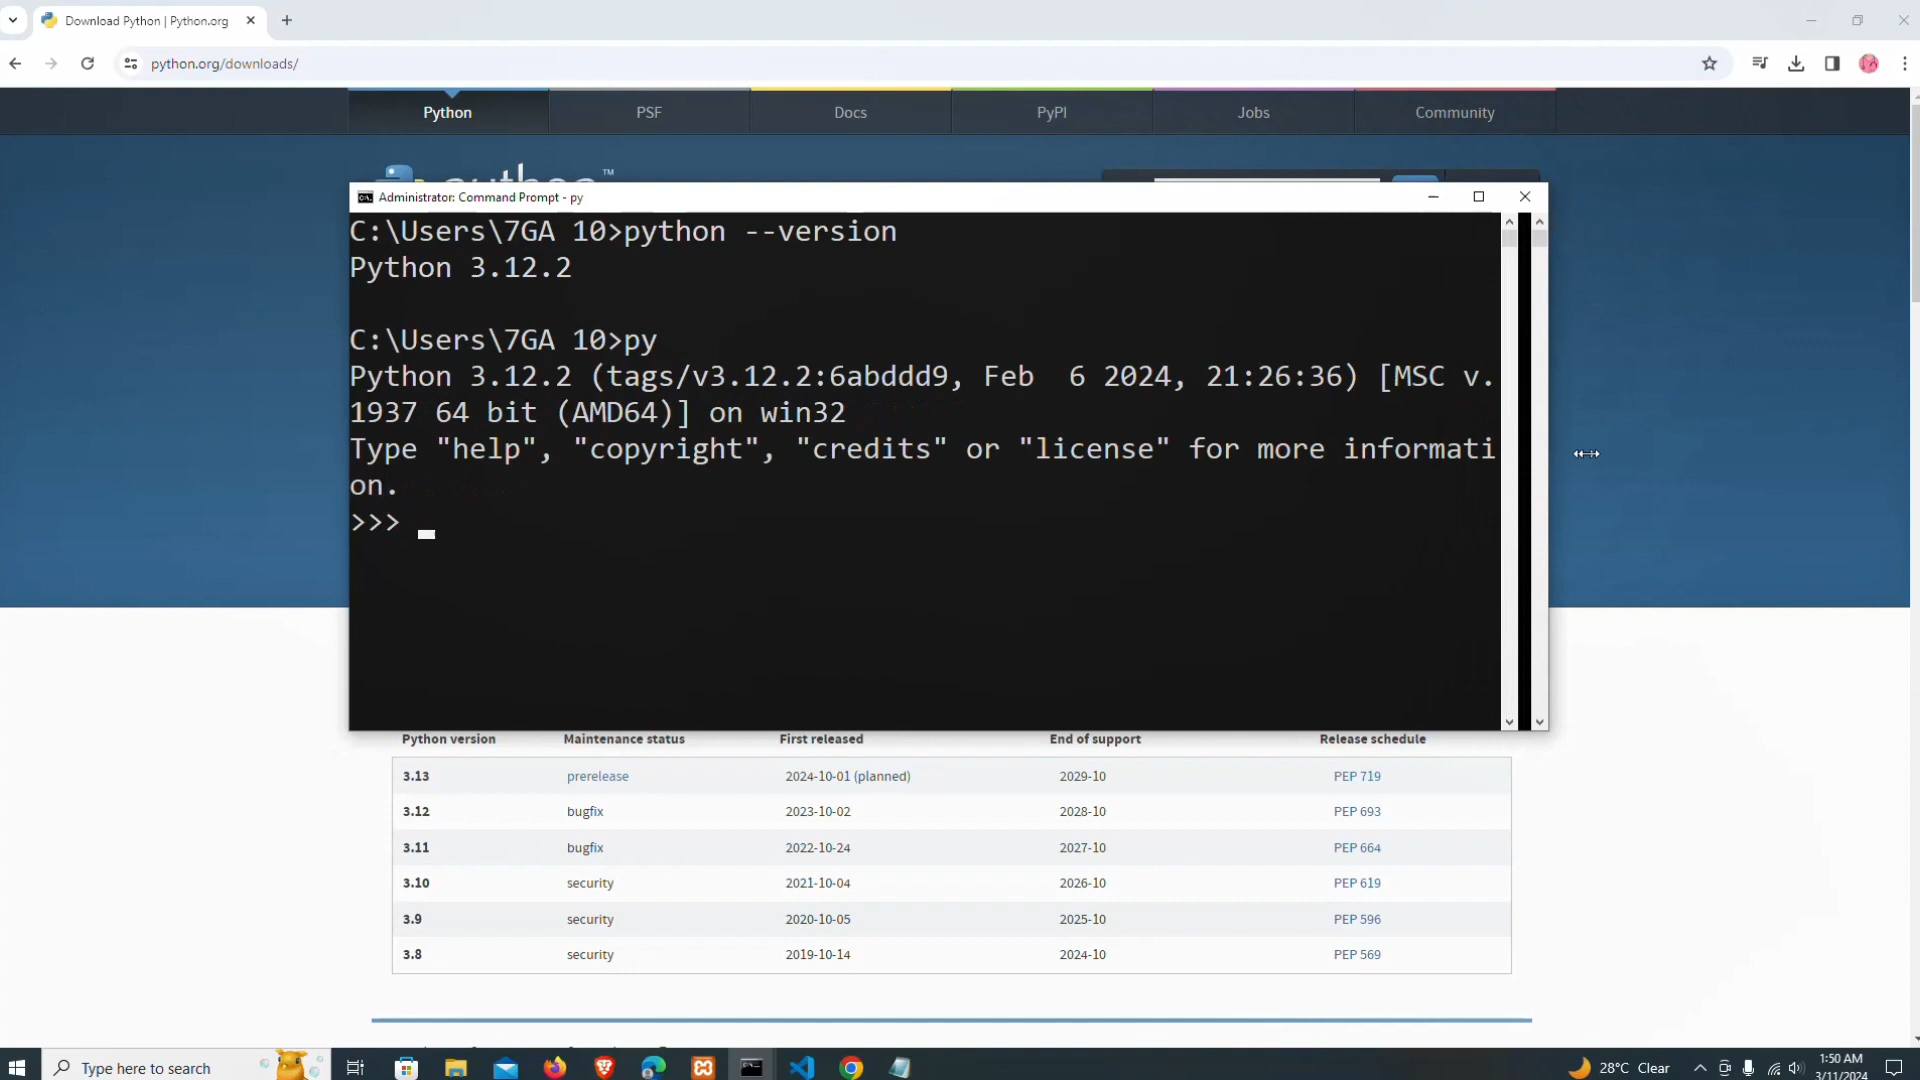 Download Python | Python.org
python.org/downloads/
Python PSF Docs PyPI Jobs Community
™
Administrator: Command Prompt - py
C:\Users\7GA 10>python --version
Python 3.12.2
C:\Users\7GA 10>py
Python 3.12.2 (tags/v3.12.2:6abddd9, Feb  6 2024, 21:26:36) [MSC v.
1937 64 bit (AMD64)] on win32
Type "help", "copyright", "credits" or "license" for more informati
on.
>>>
Python version Maintenance status First released End of support Release schedule
3.13 prerelease 2024-10-01 (planned) 2029-10 PEP 719
3.12 bugfix 2023-10-02 2028-10 PEP 693
3.11 bugfix 2022-10-24 2027-10 PEP 664
3.10 security 2021-10-04 2026-10 PEP 619
3.9 security 2020-10-05 2025-10 PEP 596
3.8 security 2019-10-14 2024-10 PEP 569
Type here to search
28°C Clear
1:50 AM
3/11/2024